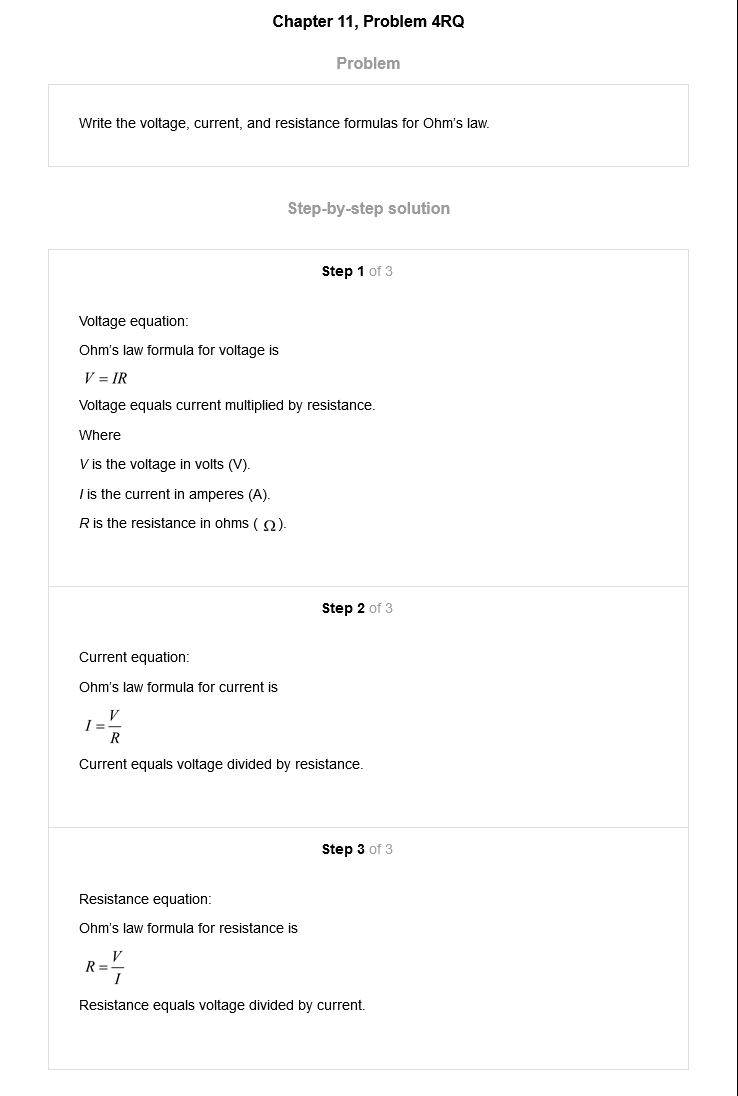 Chapter 11, Problem 4RQ
Problem
Write the voltage, current, and resistance formulas for Ohm's law.
Step-by-step solution
Step 1 of 3
Voltage equation:
Ohm's law formula for voltage is
V = IR
Voltage equals current multiplied by resistance.
Where
V is the voltage in volts (V).
I is the current in amperes (A).
R is the resistance in ohms ( Ω ).
Step 2 of 3
Current equation:
Ohm's law formula for current is
I = V/R
Current equals voltage divided by resistance.
Step 3 of 3
Resistance equation:
Ohm's law formula for resistance is
R = V/I
Resistance equals voltage divided by current.